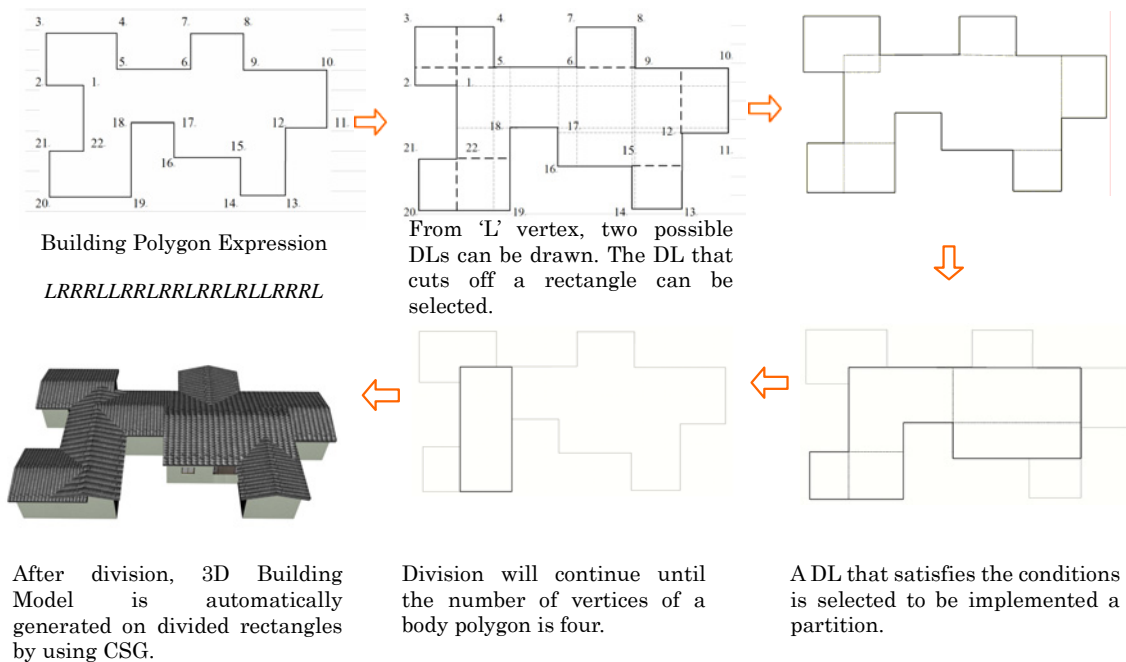 3. 4. 7. 8.
5. 6. 9. 10.
2. 1.
18. 17. 12. 11.
21. 22. 15.
16.
20. 19. 14. 13.
Building Polygon Expression
LRRRLLRRLRRLRRLRLLRRRL
3. 4. 7. 8.
5. 6. 9. 10.
2. 1.
18. 17. 12.
21. 22. 15. 11.
16.
20. 19. 14. 13.
From ‘L’ vertex, two possible
DLs can be drawn. The DL that
cuts off a rectangle can be
selected.
After division, 3D Building
Model is automatically
generated on divided rectangles
by using CSG.
Division will continue until
the number of vertices of a
body polygon is four.
A DL that satisfies the conditions
is selected to be implemented a
partition.